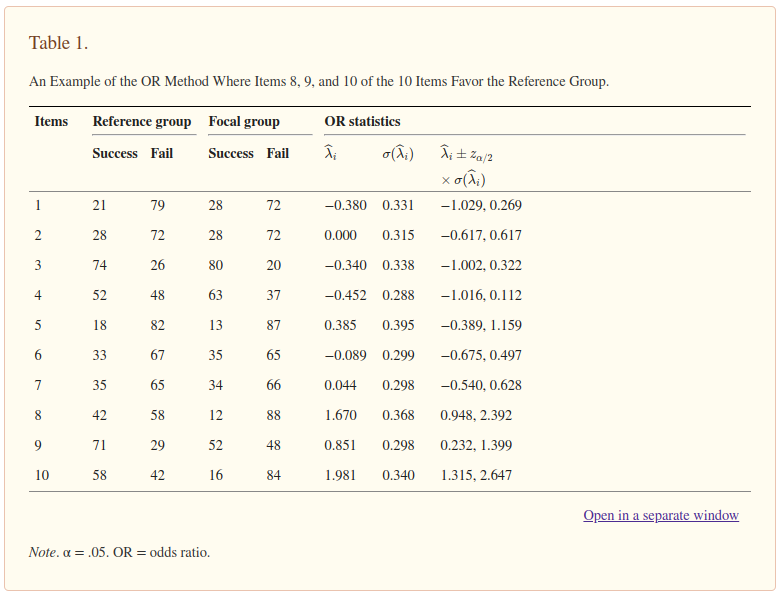 Table 1.
An Example of the OR Method Where Items 8, 9, and 10 of the 10 Items Favor the Reference Group.
Items Reference group Focal group OR statistics
Success Fail Success Fail λ̂ᵢ σ(λ̂ᵢ) λ̂ᵢ ± z_{α/2}
× σ(λ̂ᵢ)
1 21 79 28 72 −0.380 0.331 −1.029, 0.269
2 28 72 28 72 0.000 0.315 −0.617, 0.617
3 74 26 80 20 −0.340 0.338 −1.002, 0.322
4 52 48 63 37 −0.452 0.288 −1.016, 0.112
5 18 82 13 87 0.385 0.395 −0.389, 1.159
6 33 67 35 65 −0.089 0.299 −0.675, 0.497
7 35 65 34 66 0.044 0.298 −0.540, 0.628
8 42 58 12 88 1.670 0.368 0.948, 2.392
9 71 29 52 48 0.851 0.298 0.232, 1.399
10 58 42 16 84 1.981 0.340 1.315, 2.647
Open in a separate window
Note. α = .05. OR = odds ratio.